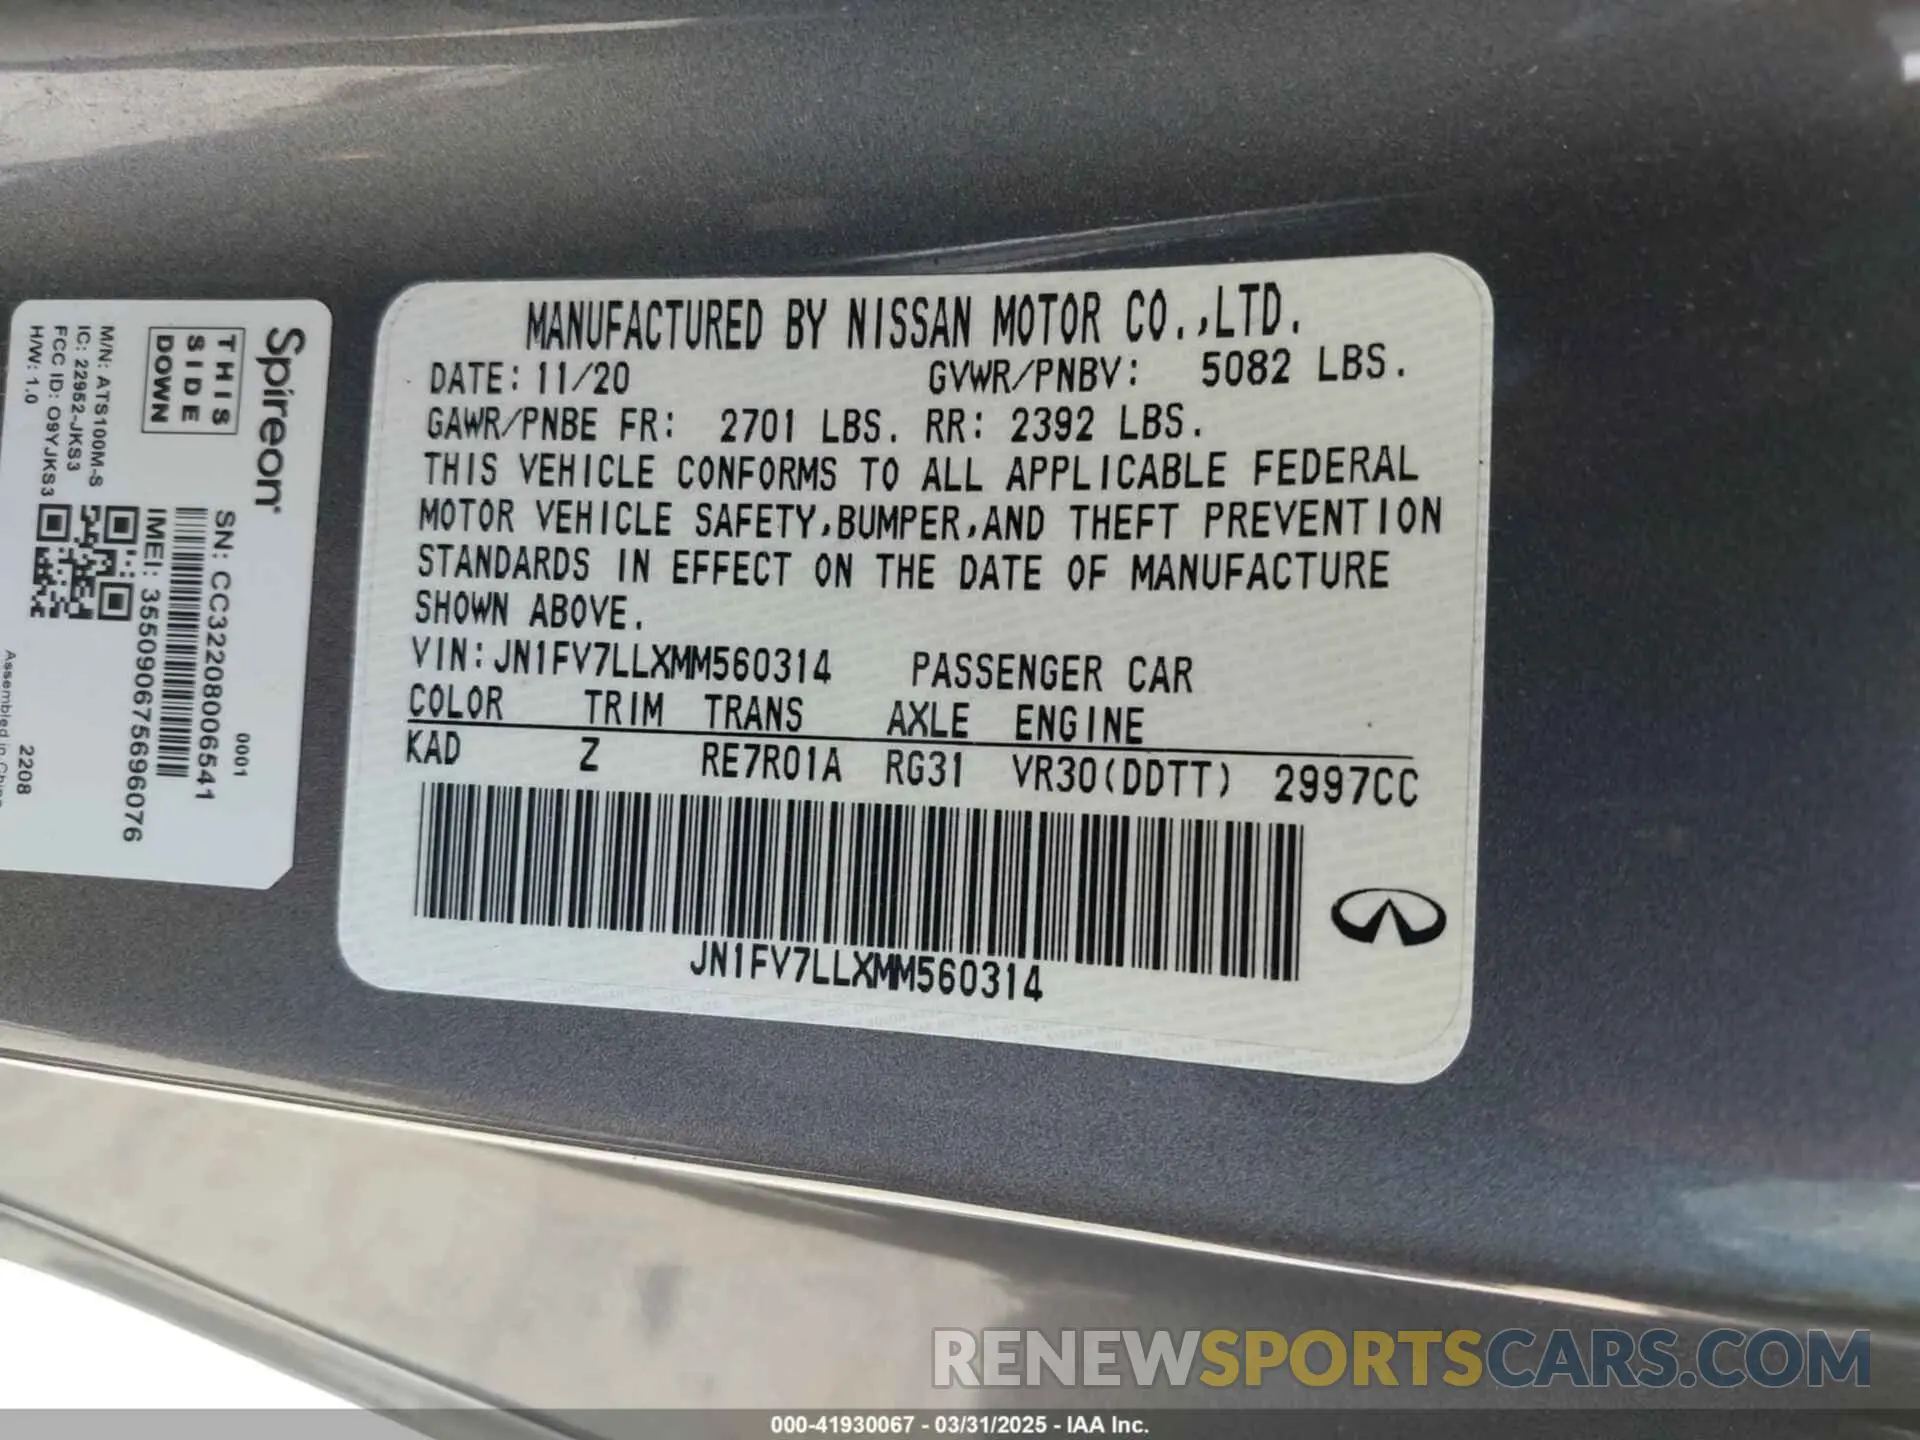 MANUFACTURED BY NISSAN MOTOR CO.,LTD.
DATE: 11/20 GVWR/PNBV: 5082 LBS.
GAWR/PNBE FR: 2701 LBS. RR: 2392 LBS.
THIS VEHICLE CONFORMS TO ALL APPLICABLE FEDERAL
MOTOR VEHICLE SAFETY,BUMPER,AND THEFT PREVENTION
STANDARDS IN EFFECT ON THE DATE OF MANUFACTURE
SHOWN ABOVE.
VIN: JN1FV7LLXMM560314 PASSENGER CAR
COLOR TRIM TRANS AXLE ENGINE
KAD Z RE7R01A RG31 VR30(DDTT) 2997CC
JN1FV7LLXMM560314
Spireon
THIS
SIDE
DOWN
M/N: ATS100M-S
IC: 22952-JKS3
FCC ID: O9YJKS3
H/W: 1.0
0001
SN: CC32208006541
IMEI: 355090675696076
2208
Assembled in China
RENEWSPORTSCARS.COM
000-41930067 - 03/31/2025 - IAA Inc.